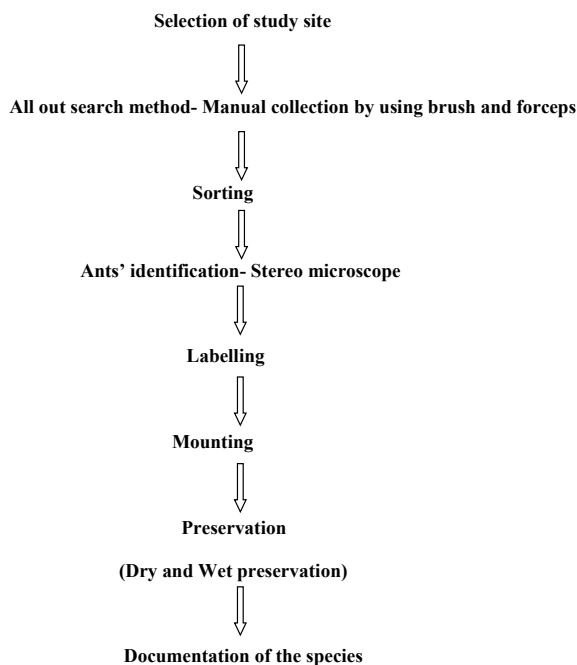 Selection of study site
All out search method- Manual collection by using brush and forceps
Sorting
Ants’ identification- Stereo microscope
Labelling
Mounting
Preservation
(Dry and Wet preservation)
Documentation of the species